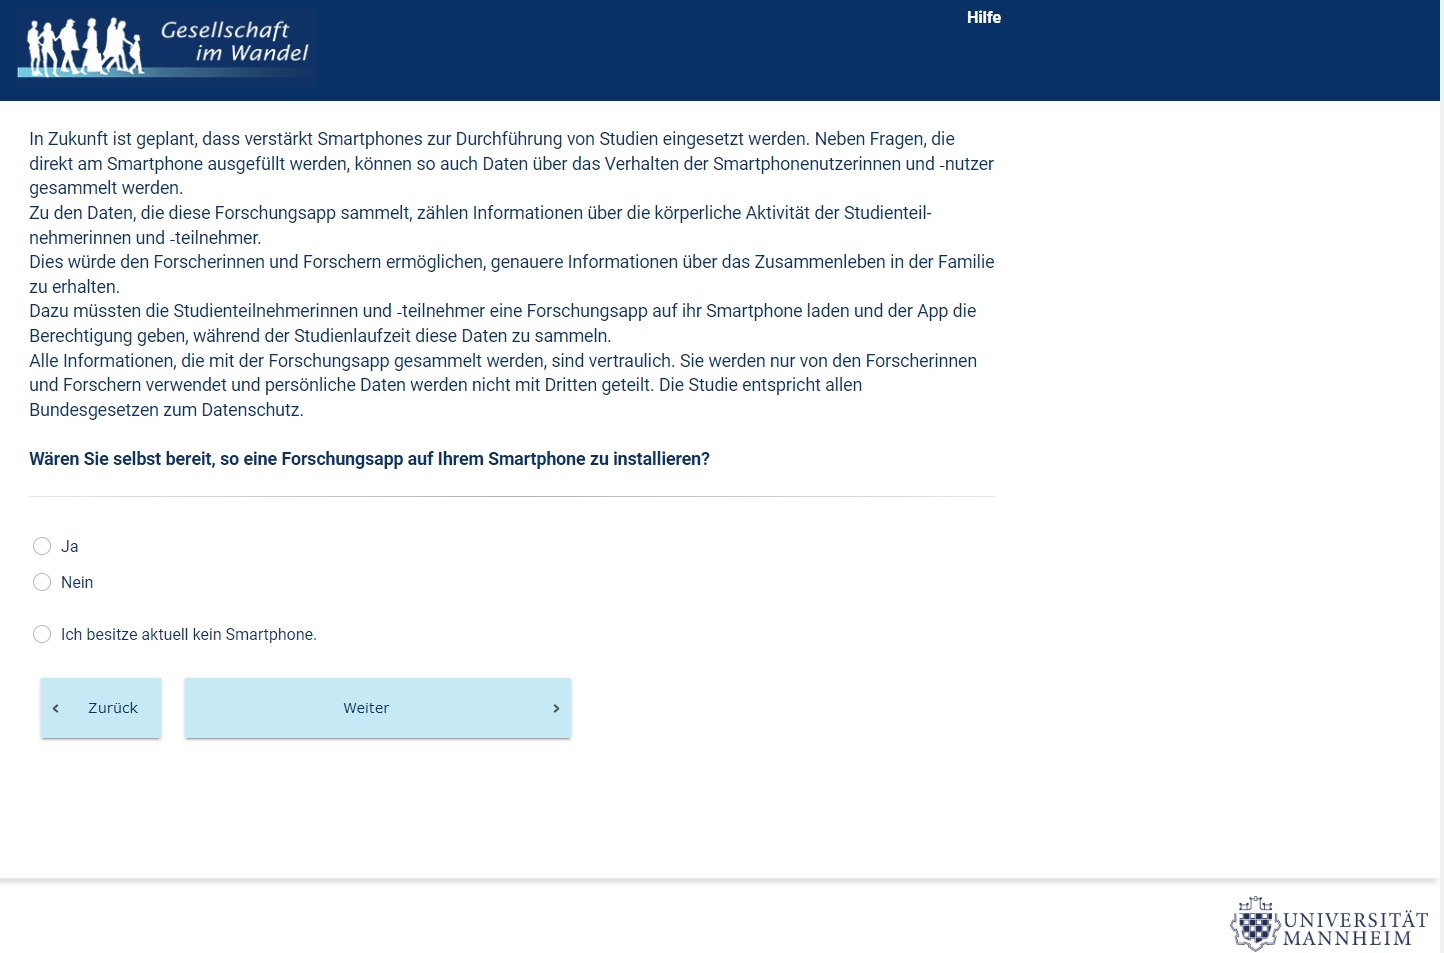 Gesellschaft
im Wandel
Hilfe
In Zukunft ist geplant, dass verstärkt Smartphones zur Durchführung von Studien eingesetzt werden. Neben Fragen, die
direkt am Smartphone ausgefüllt werden, können so auch Daten über das Verhalten der Smartphonenutzerinnen und -nutzer
gesammelt werden.
Zu den Daten, die diese Forschungsapp sammelt, zählen Informationen über die körperliche Aktivität der Studienteil-
nehmerinnen und -teilnehmer.
Dies würde den Forscherinnen und Forschern ermöglichen, genauere Informationen über das Zusammenleben in der Familie
zu erhalten.
Dazu müssten die Studienteilnehmerinnen und -teilnehmer eine Forschungsapp auf ihr Smartphone laden und der App die
Berechtigung geben, während der Studienlaufzeit diese Daten zu sammeln.
Alle Informationen, die mit der Forschungsapp gesammelt werden, sind vertraulich. Sie werden nur von den Forscherinnen
und Forschern verwendet und persönliche Daten werden nicht mit Dritten geteilt. Die Studie entspricht allen
Bundesgesetzen zum Datenschutz.
Wären Sie selbst bereit, so eine Forschungsapp auf Ihrem Smartphone zu installieren?
Ja
Nein
Ich besitze aktuell kein Smartphone.
‹ Zurück
Weiter ›
UNIVERSITÄT
MANNHEIM